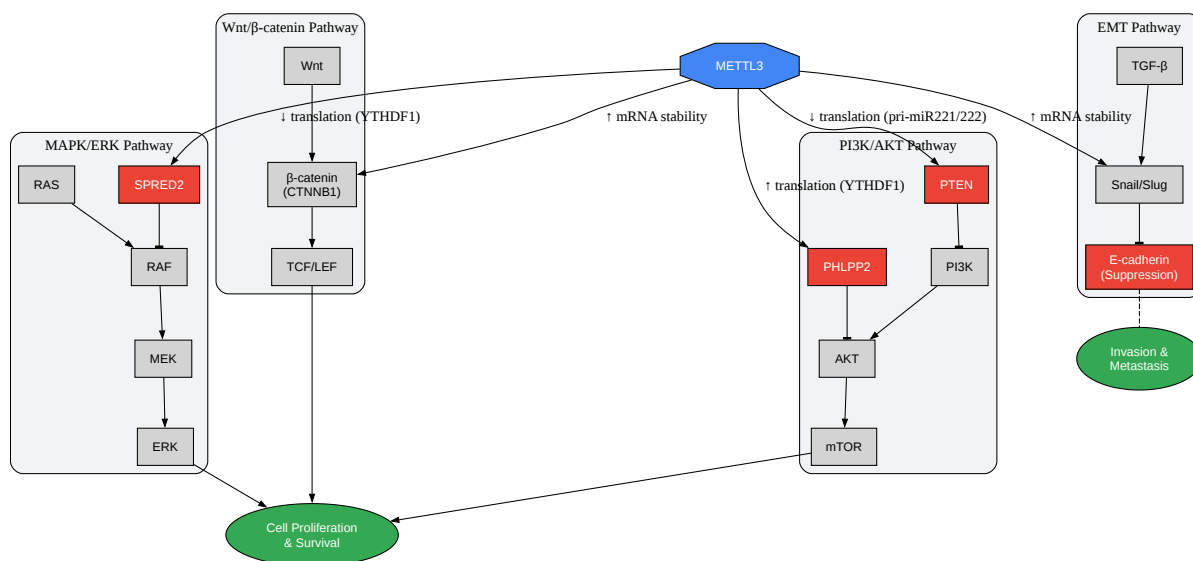 Wnt/β-catenin Pathway
EMT Pathway
Wnt
METTL3
TGF-β
↓ translation (YTHDF1)
↑ mRNA stability
↓ translation (pri-miR221/222)
↑ mRNA stability
MAPK/ERK Pathway
PI3K/AKT Pathway
RAS
SPRED2
β-catenin
(CTNNB1)
↑ translation (YTHDF1)
PTEN
Snail/Slug
RAF
TCF/LEF
PHLPP2
PI3K
E-cadherin
(Suppression)
MEK
AKT
Invasion &
Metastasis
ERK
mTOR
Cell Proliferation
& Survival